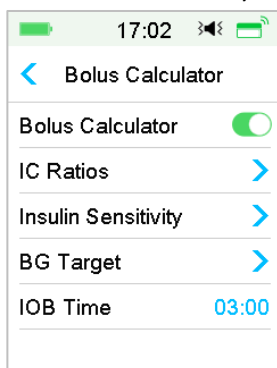 17:02
Bolus Calculator
Bolus Calculator
IC Ratios
Insulin Sensitivity
BG Target
IOB Time 03:00